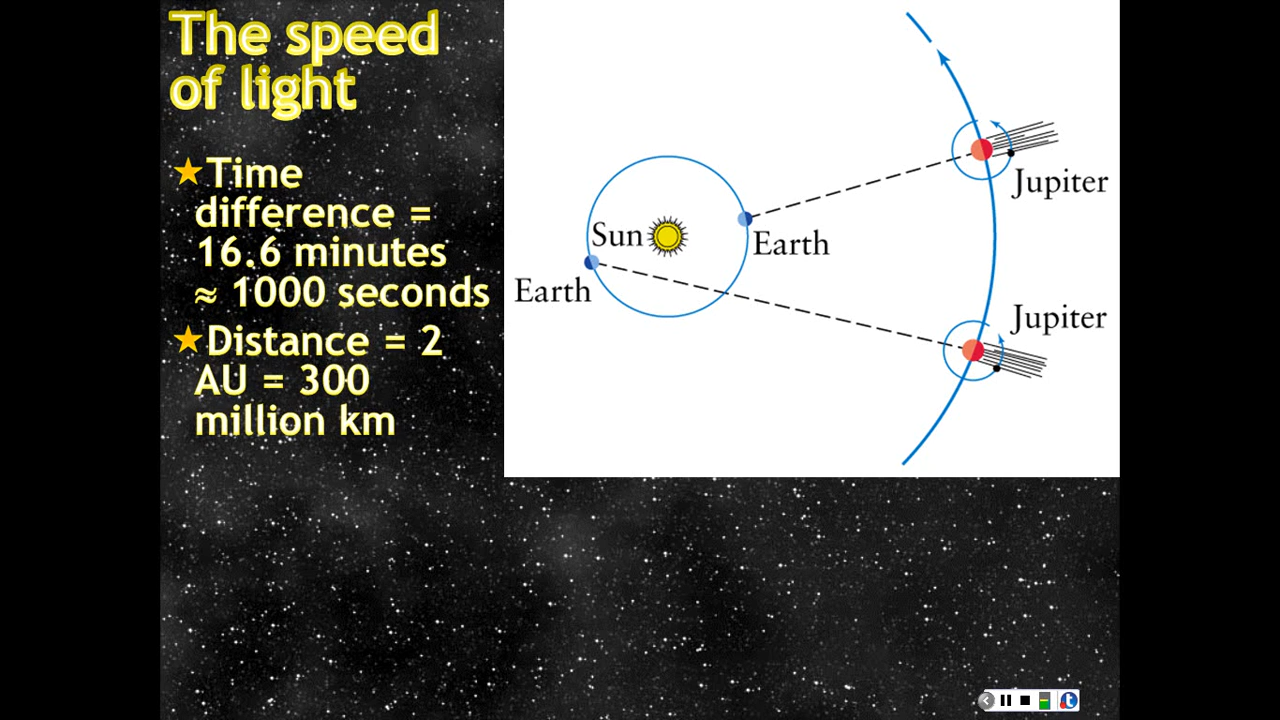 The speed
of light
★Time
difference =
16.6 minutes
≈ 1000 seconds
★Distance = 2
AU = 300
million km
Jupiter
Sun
Earth
Earth
Jupiter